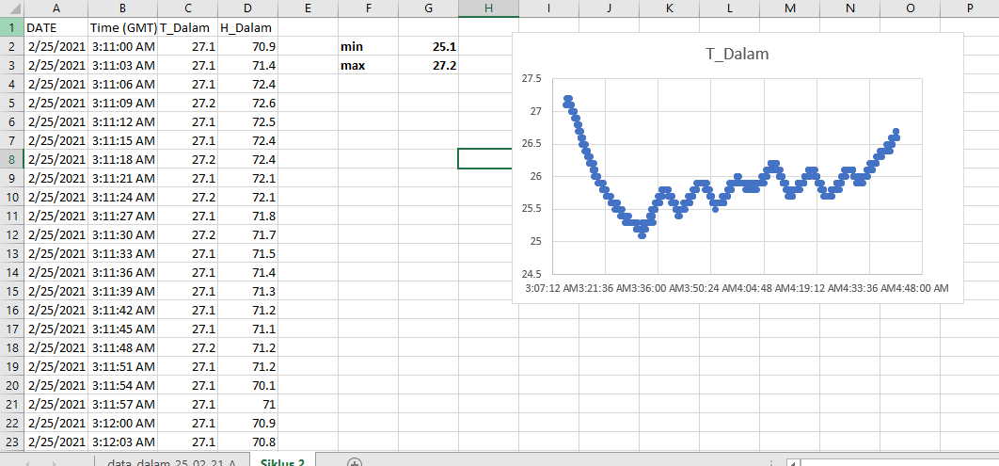 A B C D E F G H I J K L M N O P
1 DATE Time (GMT) T_Dalam H_Dalam
2 2/25/2021 3:11:00 AM 27.1 70.9 min 25.1
3 2/25/2021 3:11:03 AM 27.1 71.4 max 27.2
4 2/25/2021 3:11:06 AM 27.1 72.4
5 2/25/2021 3:11:09 AM 27.2 72.6
6 2/25/2021 3:11:12 AM 27.1 72.5
7 2/25/2021 3:11:15 AM 27.1 72.4
8 2/25/2021 3:11:18 AM 27.2 72.4
9 2/25/2021 3:11:21 AM 27.1 72.1
10 2/25/2021 3:11:24 AM 27.2 72.1
11 2/25/2021 3:11:27 AM 27.1 71.8
12 2/25/2021 3:11:30 AM 27.2 71.7
13 2/25/2021 3:11:33 AM 27.1 71.5
14 2/25/2021 3:11:36 AM 27.1 71.4
15 2/25/2021 3:11:39 AM 27.1 71.3
16 2/25/2021 3:11:42 AM 27.1 71.2
17 2/25/2021 3:11:45 AM 27.1 71.1
18 2/25/2021 3:11:48 AM 27.2 71.2
19 2/25/2021 3:11:51 AM 27.1 71.2
20 2/25/2021 3:11:54 AM 27.1 70.1
21 2/25/2021 3:11:57 AM 27.1 71
22 2/25/2021 3:12:00 AM 27.1 70.9
23 2/25/2021 3:12:03 AM 27.1 70.8
T_Dalam
27.5
27
26.5
26
25.5
25
24.5
3:07:12 AM 3:21:36 AM 3:36:00 AM 3:50:24 AM 4:04:48 AM 4:19:12 AM 4:33:36 AM 4:48:00 AM
data_dalam_25_02_21_A Siklus 2